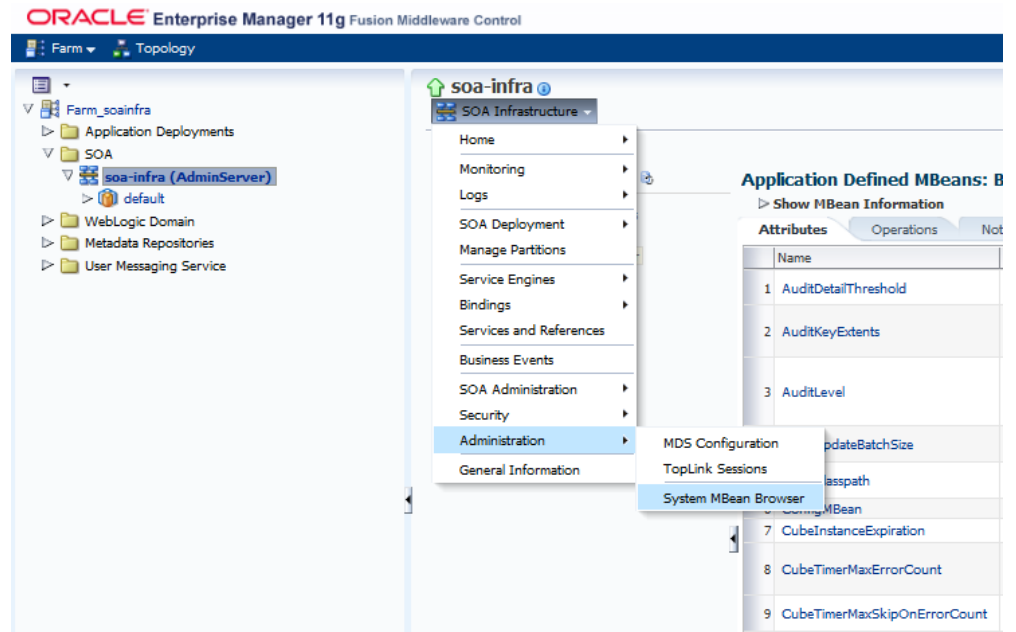 ORACLE Enterprise Manager 11g Fusion Middleware Control
Farm Topology
Farm_soainfra
Application Deployments
SOA
soa-infra (AdminServer)
default
WebLogic Domain
Metadata Repositories
User Messaging Service
soa-infra
SOA Infrastructure
Home
Monitoring
Logs
SOA Deployment
Manage Partitions
Service Engines
Bindings
Services and References
Business Events
SOA Administration
Security
Administration
General Information
MDS Configuration
TopLink Sessions
System MBean Browser
Application Defined MBeans: B
Show MBean Information
Attributes Operations Not
Name
1 AuditDetailThreshold
2 AuditKeyExtents
3 AuditLevel
pdateBatchSize
lasspath
ConfigMBean
7 CubeInstanceExpiration
8 CubeTimerMaxErrorCount
9 CubeTimerMaxSkipOnErrorCount